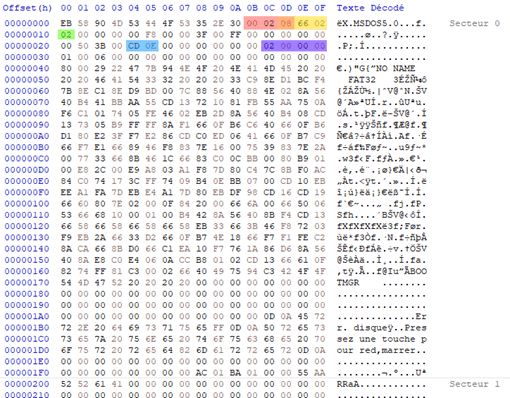 Offset(h) 00 01 02 03 04 05 06 07 08 09 0A 0B 0C 0D 0E 0F Texte Décodé
00000000 EB 58 90 4D 53 44 4F 53 35 2E 30 00 02 08 66 02 ëX.MSDOS5.0...f. Secteur 0
00000010 02 00 00 00 00 F8 00 00 3F 00 FF 00 00 00 00 00 .....ø..?.ÿ.....
00000020 00 50 3B 00 CD 0E 00 00 00 00 00 00 02 00 00 00 .P;.Í...........
00000030 01 00 06 00 00 00 00 00 00 00 00 00 00 00 00 00 ................
00000040 80 00 29 22 47 7B 94 4E 4F 20 4E 41 4D 45 20 20 €.)"G{”NO NAME
00000050 20 20 46 41 54 33 32 20 20 20 33 C9 8E D1 BC F4 FAT32 3ÉŽÑ¼ô
00000060 7B 8E C1 8E D9 BD 00 7C 88 56 40 88 4E 02 8A 56 {ŽÁŽÙ½.|ˆV@ˆN.ŠV
00000070 40 B4 41 BB AA 55 CD 13 72 10 81 FB 55 AA 75 0A @´A»ªUÍ.r..ûUªu.
00000080 F6 C1 01 74 05 FE 46 02 EB 2D 8A 56 40 B4 08 CD öÁ.t.þF.ë-ŠV@´.Í
00000090 13 73 05 B9 FF FF 8A F1 66 0F B6 C6 40 66 0F B6 .s.¹ÿÿŠñf.¶Æ@f.¶
000000A0 D1 80 E2 3F F7 E2 86 CD C0 ED 06 41 66 0F B7 C9 Ñ€â?÷â†ÍÀí.Af.·É
000000B0 66 F7 E1 66 89 46 F8 83 7E 16 00 75 39 83 7E 2A f÷áf‰Føƒ~..u9ƒ~*
000000C0 00 77 33 66 8B 46 1C 66 83 C0 0C BB 00 80 B9 01 .w3f‹F.fƒÀ.».€¹.
000000D0 00 E8 2C 00 E9 A8 03 A1 F8 7D 80 C4 7C 8B F0 AC .è,.é¨.¡ø}€Ä|‹ð¬
000000E0 84 C0 74 17 3C FF 74 09 B4 0E BB 07 00 CD 10 EB „Àt.<ÿt.´.»..Í.ë
000000F0 EE A1 FA 7D EB E4 A1 7D 80 EB DF 98 CD 16 CD 19 î¡ú}ëä¡}€ëß˜Í.Í.
00000100 66 60 80 7E 02 00 0F 84 20 00 66 6A 00 66 50 06 f`€~...„ .fj.fP.
00000110 53 66 68 10 00 01 00 B4 42 8A 56 40 8B F4 CD 13 Sfh....´BŠV@‹ôÍ.
00000120 66 58 66 58 66 58 66 58 EB 33 66 3B 46 F8 72 03 fXfXfXfXë3f;Før.
00000130 F9 EB 2A 66 33 D2 66 0F B7 4E 18 66 F7 F1 FE C2 ùë*f3Òf.·N.f÷ñþÂ
00000140 8A CA 66 8B D0 66 C1 EA 10 F7 76 1A 86 D6 8A 56 ŠÊf‹ÐfÁê.÷v.†ÖŠV
00000150 40 8A E8 C0 E4 06 0A CC B8 01 02 CD 13 66 61 0F @ŠèÀä..Ì¸..Í.fa.
00000160 82 74 FF 81 C3 00 02 66 40 49 75 94 C3 42 4F 4F ‚tÿ.Ã..f@Iu”ÃBOO
00000170 54 4D 47 52 20 20 20 20 00 00 00 00 00 00 00 00 TMGR ........
00000180 00 00 00 00 00 00 00 00 00 00 00 00 00 00 00 00 ................
00000190 00 00 00 00 00 00 00 00 00 00 00 00 00 00 00 00 ................
000001A0 00 00 00 00 00 00 00 00 00 00 00 00 0D 0A 45 72 ..............Er
000001B0 72 2E 20 64 69 73 71 75 65 FF 0D 0A 50 72 65 73 r. disqueÿ..Pres
000001C0 73 65 7A 20 75 6E 65 20 74 6F 75 63 68 65 20 70 sez une touche p
000001D0 6F 75 72 20 72 65 64 82 6D 61 72 72 65 72 0D 0A our red‚marrer..
000001E0 00 00 00 00 00 00 00 00 00 00 00 00 00 00 00 00 ................
000001F0 00 00 00 00 00 00 00 00 00 AC 01 BA 01 00 55 AA .........¬.º..Uª
00000200 52 52 61 41 00 00 00 00 00 00 00 00 00 00 00 00 RRaA............ Secteur 1
00000210 00 00 00 00 00 00 00 00 00 00 00 00 00 00 00 00 ................